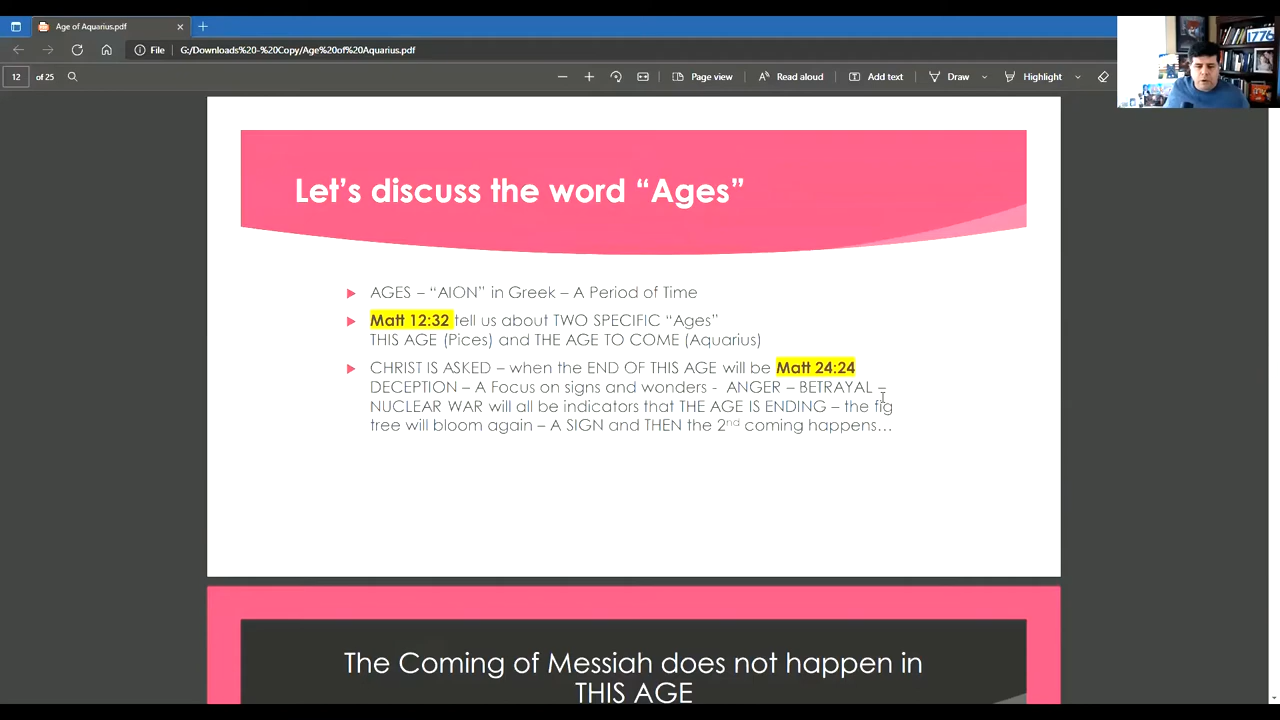 Age of Aquarius.pdf
File G:/Downloads%20-%20Copy/Age%20of%20Aquarius.pdf
12 of 25 Page view Read aloud Add text Draw Highlight
1776
Let's discuss the word “Ages”
AGES – “AION” in Greek – A Period of Time
Matt 12:32 tell us about TWO SPECIFIC “Ages”
THIS AGE (Pices) and THE AGE TO COME (Aquarius)
CHRIST IS ASKED – when the END OF THIS AGE will be Matt 24:24
DECEPTION – A Focus on signs and wonders - ANGER – BETRAYAL –
NUCLEAR WAR will all be indicators that THE AGE IS ENDING – the fig
tree will bloom again – A SIGN and THEN the 2nd coming happens…
The Coming of Messiah does not happen in
THIS AGE